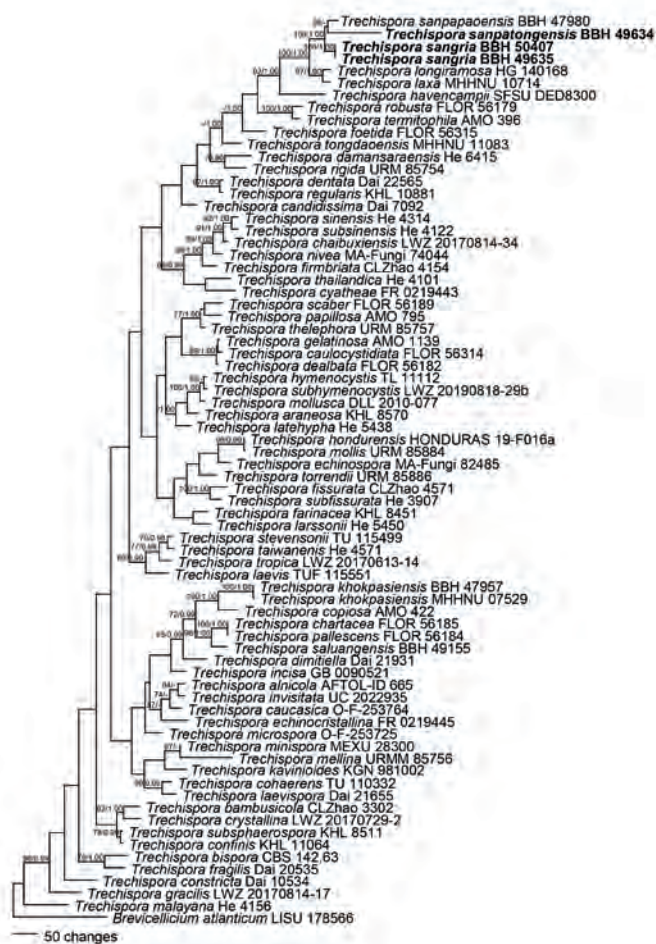 Trechispora sanpapaoensis BBH 47980
Trechispora sanpatongensis BBH 49634
Trechispora sangria BBH 50407
Trechispora sangria BBH 49635
Trechispora longiramosa HG 140168
Trechispora laxa MHHNU 10714
Trechispora havencampii SFSU DED8300
Trechispora robusta FLOR 56179
Trechispora termitophila AMO 396
Trechispora foetida FLOR 56315
Trechispora tongdaoensis MHHNU 11083
Trechispora damansaraensis He 6415
Trechispora rigida URM 85754
Trechispora dentata Dai 22565
Trechispora regularis KHL 10881
Trechispora candidissima Dai 7092
Trechispora sinensis He 4314
Trechispora subsinensis He 4122
Trechispora chaibuxiensis LWZ 20170814-34
Trechispora nivea MA-Fungi 74044
Trechispora firmbriata CLZhao 4154
Trechispora thailandica He 4101
Trechispora cyatheae FR 0219443
Trechispora scaber FLOR 56189
Trechispora papillosa AMO 795
Trechispora thelephora URM 85757
Trechispora gelatinosa AMO 1139
Trechispora caulocystidiata FLOR 56314
Trechispora dealbata FLOR 56182
Trechispora hymenocystis TL 11112
Trechispora subhymenocystis LWZ 20190818-29b
Trechispora mollusca DLL 2010-077
Trechispora araneosa KHL 8570
Trechispora latehypha He 5438
Trechispora hondurensis HONDURAS 19-F016a
Trechispora mollis URM 85884
Trechispora echinospora MA-Fungi 82485
Trechispora torrendii URM 85886
Trechispora fissurata CLZhao 4571
Trechispora subfissurata He 3907
Trechispora farinacea KHL 8451
Trechispora larssonii He 5450
Trechispora stevensonii TU 115499
Trechispora taiwanenis He 4571
Trechispora tropica LWZ 20170613-14
Trechispora laevis TUF 115551
Trechispora khokpasiensis BBH 47957
Trechispora khokpasiensis MHHNU 07529
Trechispora copiosa AMO 422
Trechispora chartacea FLOR 56185
Trechispora pallescens FLOR 56184
Trechispora saluangensis BBH 49155
Trechispora dimitiella Dai 21931
Trechispora incisa GB 0090521
Trechispora alnicola AFTOL-ID 665
Trechispora invisitata UC 2022935
Trechispora caucasica O-F-253764
Trechispora echinocristallina FR 0219445
Trechispora microspora O-F-253725
Trechispora minispora MEXU 28300
Trechispora mellina URMM 85756
Trechispora kavinioides KGN 981002
Trechispora cohaerens TU 110332
Trechispora laevispora Dai 21655
Trechispora bambusicola CLZhao 3302
Trechispora crystallina LWZ 20170729-2
Trechispora subsphaerospora KHL 8511
Trechispora confinis KHL 11064
Trechispora bispora CBS 142.63
Trechispora fragilis Dai 20535
Trechispora constricta Dai 10534
Trechispora gracilis LWZ 20170814-17
Trechispora malayana He 4156
Brevicellicium atlanticum LISU 178566
50 changes